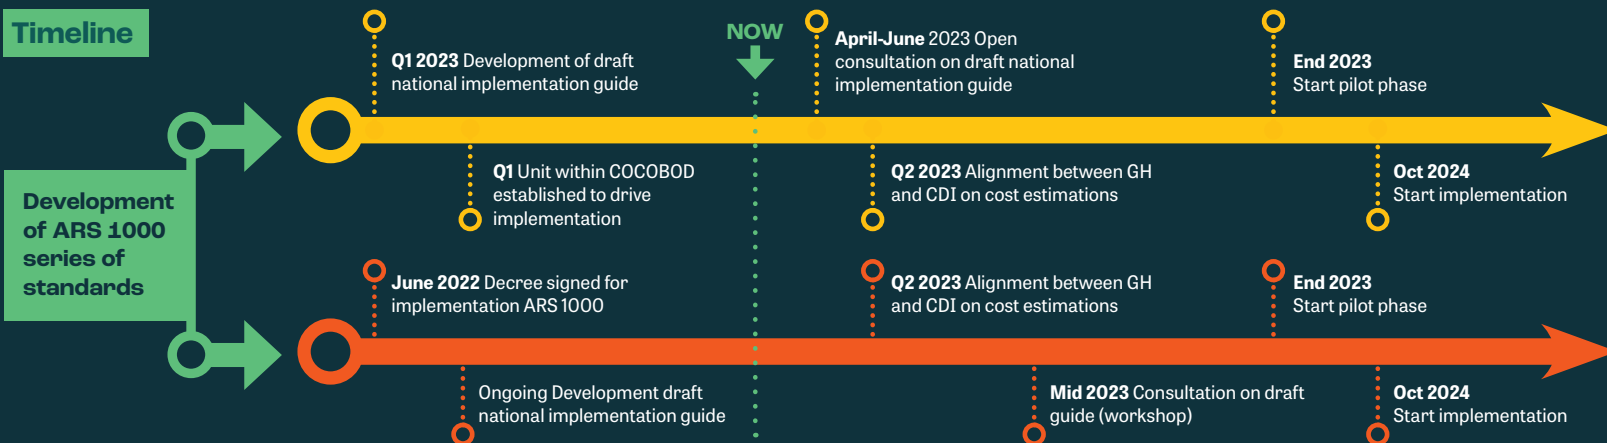 Timeline
NOW
Q1 2023 Development of draft
national implementation guide
April-June 2023 Open
consultation on draft national
implementation guide
End 2023
Start pilot phase
Q1 Unit within COCOBOD
established to drive
implementation
Q2 2023 Alignment between GH
and CDI on cost estimations
Oct 2024
Start implementation
Development
of ARS 1000
series of
standards
June 2022 Decree signed for
implementation ARS 1000
Q2 2023 Alignment between GH
and CDI on cost estimations
End 2023
Start pilot phase
Ongoing Development draft
national implementation guide
Mid 2023 Consultation on draft
guide (workshop)
Oct 2024
Start implementation